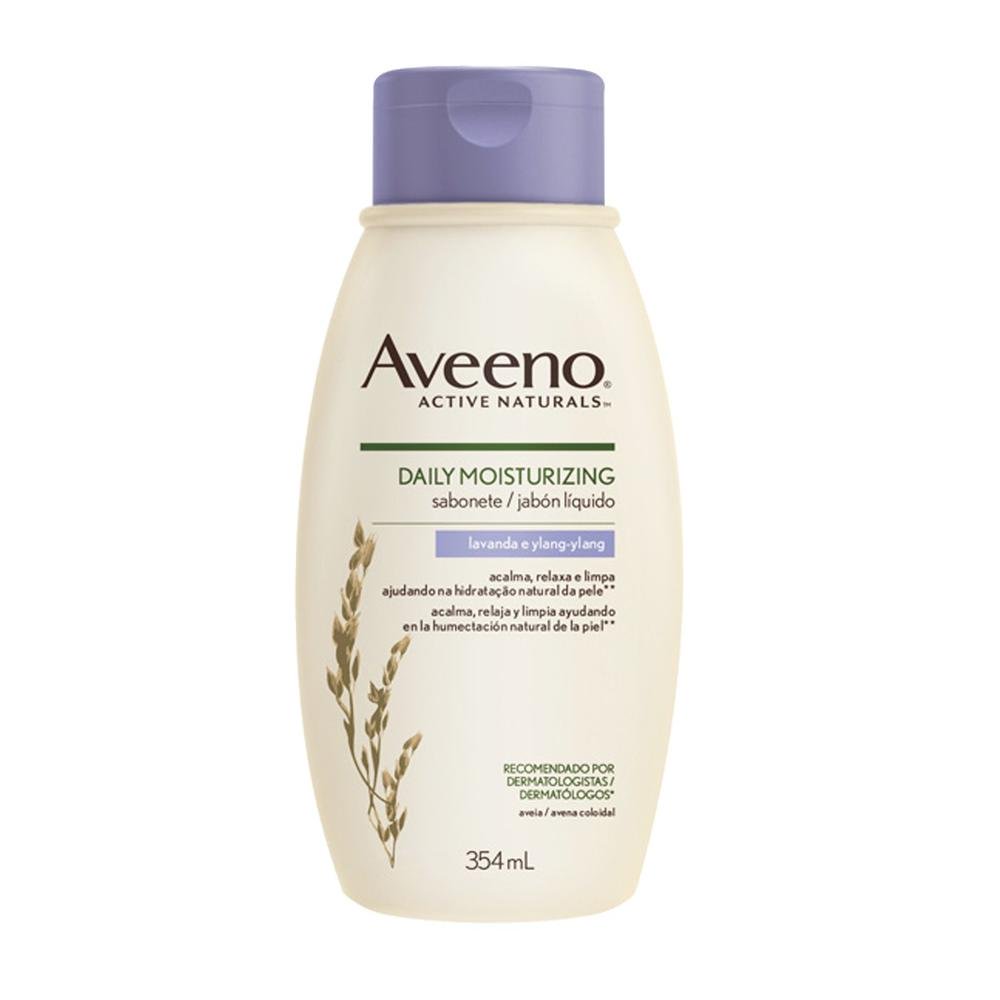 Aveeno®
ACTIVE NATURALS™
DAILY MOISTURIZING
sabonete / jabón líquido
lavanda e ylang-ylang
acalma, relaxa e limpa
ajudando na hidratação natural da pele**
acalma, relaja y limpia ayudando
en la humectación natural de la piel**
RECOMENDADO POR
DERMATOLOGISTAS /
DERMATÓLOGOS*
aveia / avena coloidal
354 mL